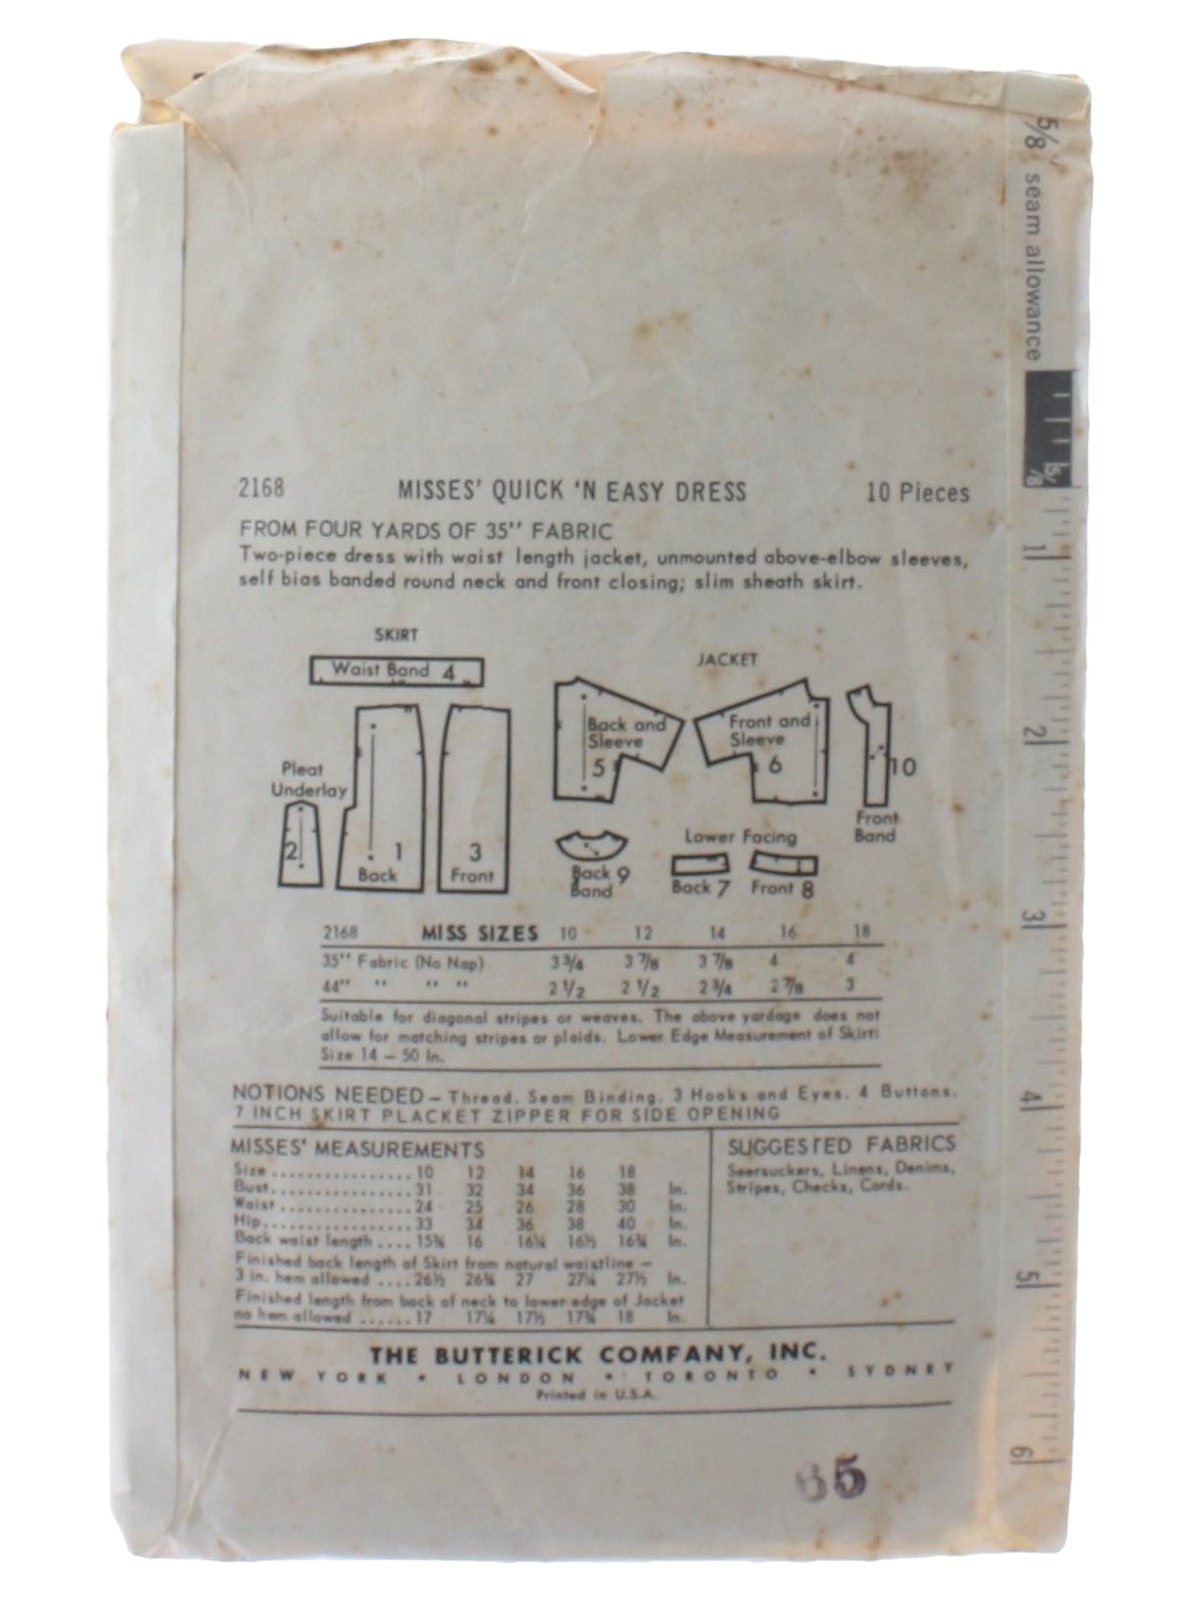 5/8 seam allowance
5/8
1
2
3
4
5
6
2168 MISSES' QUICK 'N EASY DRESS 10 Pieces
FROM FOUR YARDS OF 35" FABRIC
Two-piece dress with waist length jacket, unmounted above-elbow sleeves,
self bias banded round neck and front closing; slim sheath skirt.
SKIRT
Waist Band 4
Pleat
Underlay
2
1
Back
3
Front
JACKET
Back and
Sleeve
5
Front and
Sleeve
6
10
Front
Band
Back 9
Band
Lower Facing
Back 7 Front 8
2168 MISS SIZES 10 12 14 16 18
35" Fabric (No Nap) 3 3/4 3 7/8 3 7/8 4 4
44" " " " 2 1/2 2 1/2 2 3/4 2 7/8 3
Suitable for diagonal stripes or weaves. The above yardage does not
allow for matching stripes or plaids. Lower Edge Measurement of Skirt:
Size 14 – 50 In.
NOTIONS NEEDED – Thread. Seam Binding. 3 Hooks and Eyes. 4 Buttons.
7 INCH SKIRT PLACKET ZIPPER FOR SIDE OPENING
MISSES' MEASUREMENTS
Size ................ 10 12 14 16 18
Bust ................ 31 32 34 36 38 In.
Waist ............... 24 25 26 28 30 In.
Hip ................. 33 34 36 38 40 In.
Back waist length .... 15¾ 16 16¼ 16½ 16¾ In.
Finished back length of Skirt from natural waistline –
3 in. hem allowed .... 26½ 26¾ 27 27¼ 27½ In.
Finished length from back of neck to lower edge of Jacket
no hem allowed ...... 17 17¼ 17½ 17¾ 18 In.
SUGGESTED FABRICS
Seersuckers, Linens, Denims,
Stripes, Checks, Cords.
THE BUTTERICK COMPANY, INC.
NEW YORK • LONDON • TORONTO • SYDNEY
Printed in U.S.A.
65